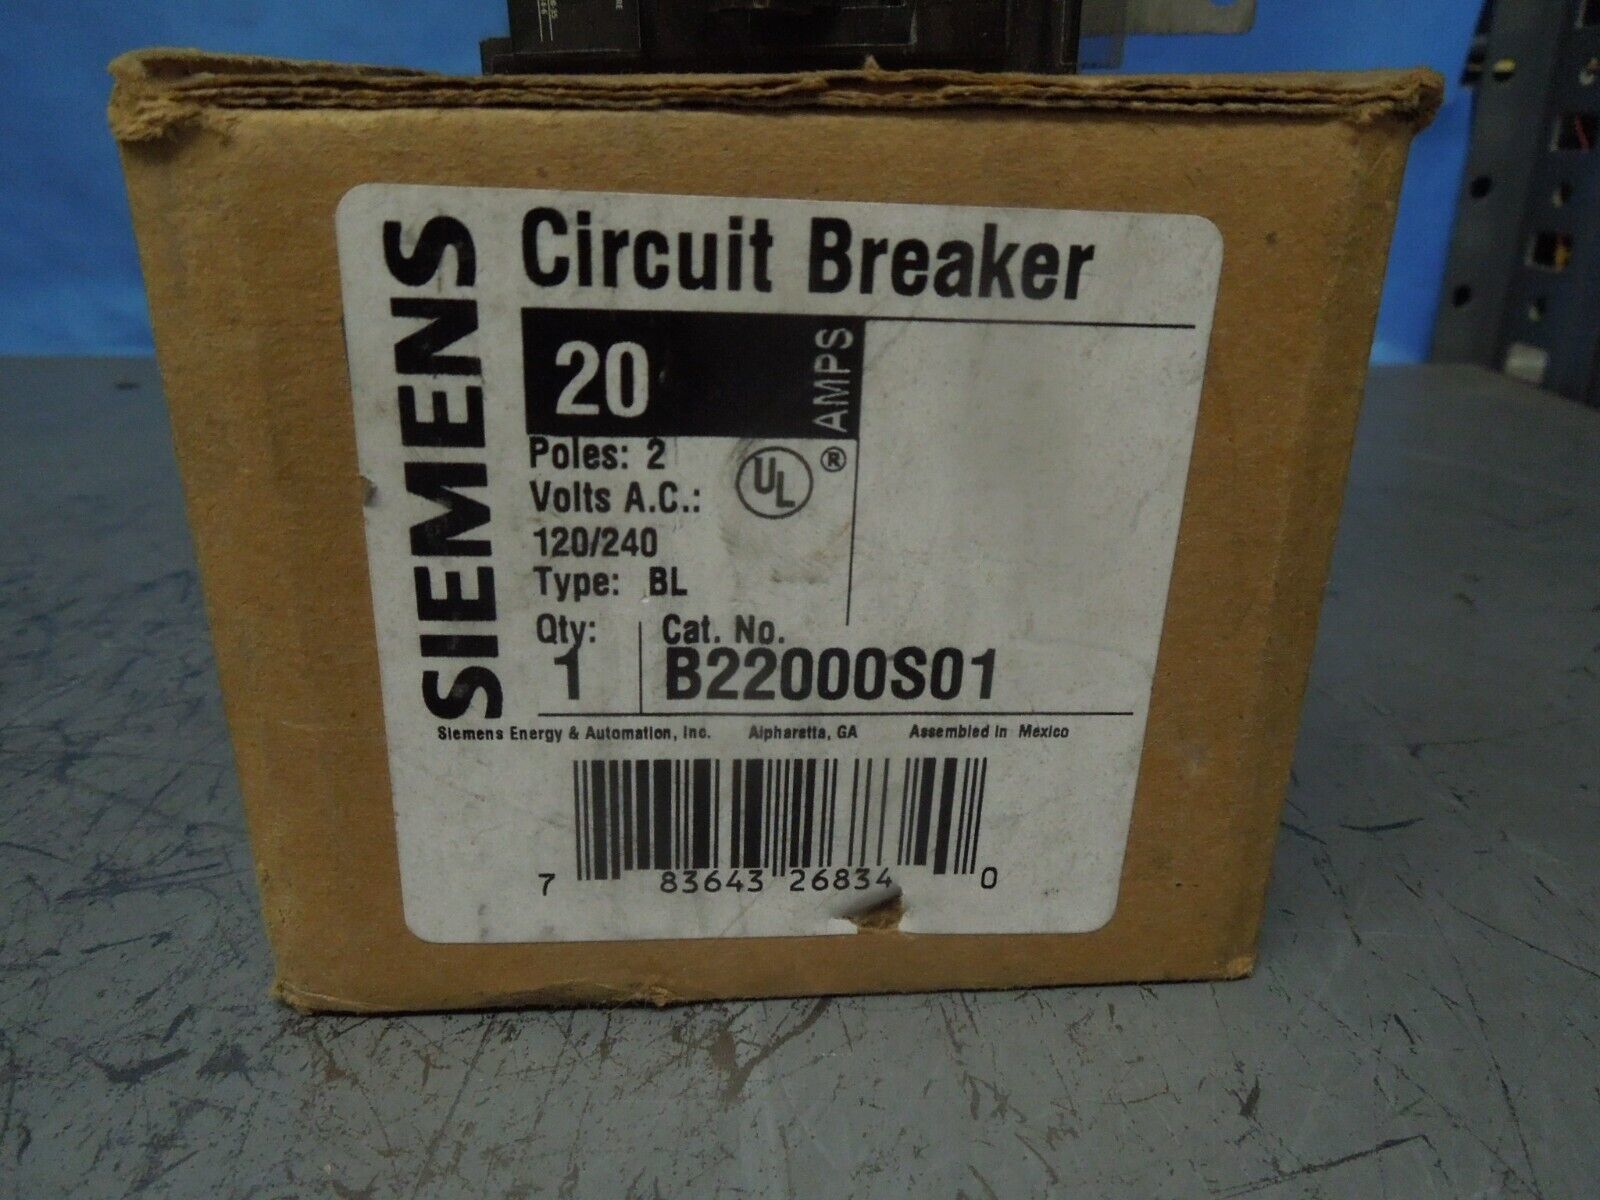 SIEMENS
Circuit Breaker
20 AMPS
Poles: 2
UL ®
Volts A.C.:
120/240
Type: BL
Qty: Cat. No.
1 B22000S01
Siemens Energy & Automation, Inc. Alpharetta, GA Assembled in Mexico
7 83643 26834 0